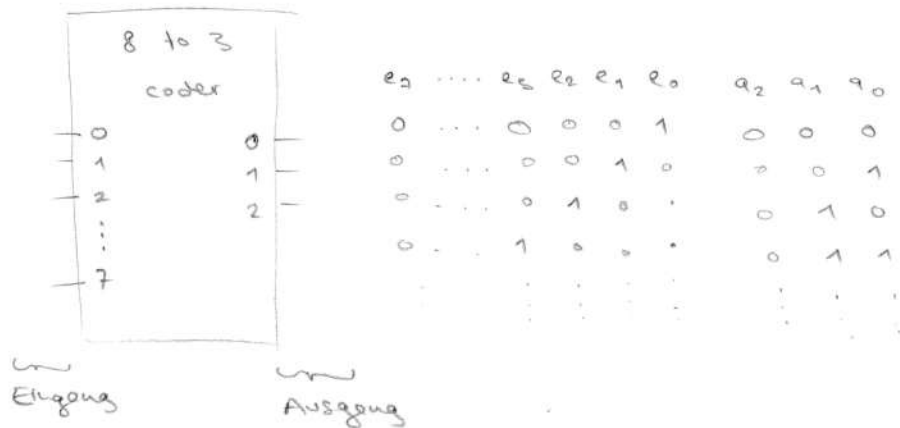 8 to 3
coder
0 0
1 1
2 2
⋮
7
Eingang Ausgang
e7 .... e3 e2 e1 e0 a2 a1 a0
0 ... 0 0 0 1 0 0 0
0 .... 0 0 1 0 0 0 1
0 ... 0 1 0 . 0 1 0
0 . . . 1 0 0 . 0 1 1